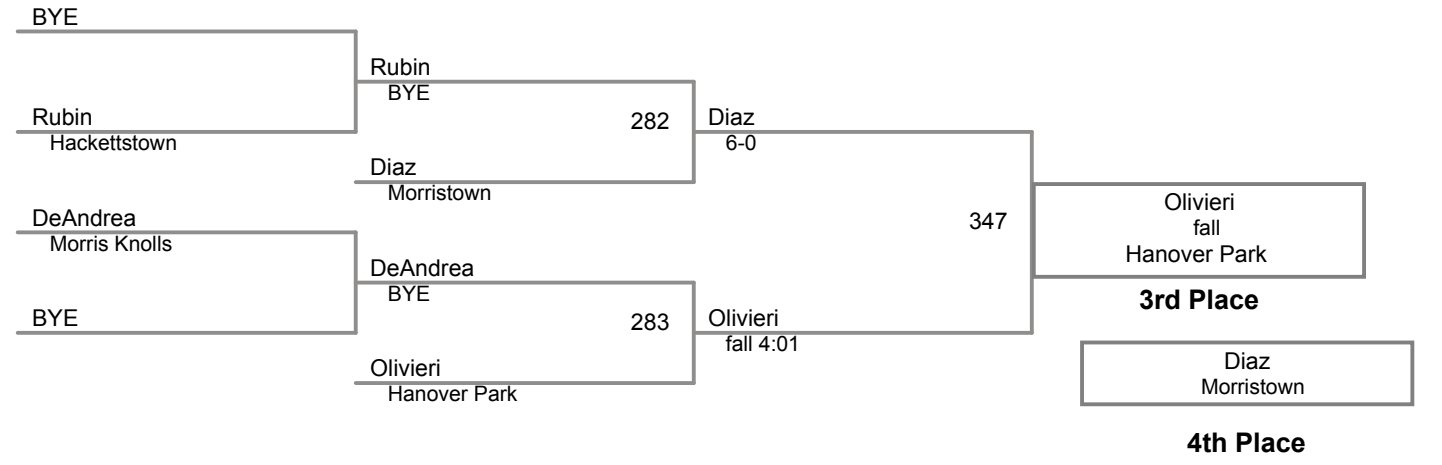 BYE
Rubin
BYE
Rubin
Hackettstown
282
Diaz
6-0
Diaz
Morristown
DeAndrea
Morris Knolls
347
Olivieri
fall
Hanover Park
DeAndrea
BYE
3rd Place
BYE
283
Olivieri
fall 4:01
Olivieri
Hanover Park
Diaz
Morristown
4th Place